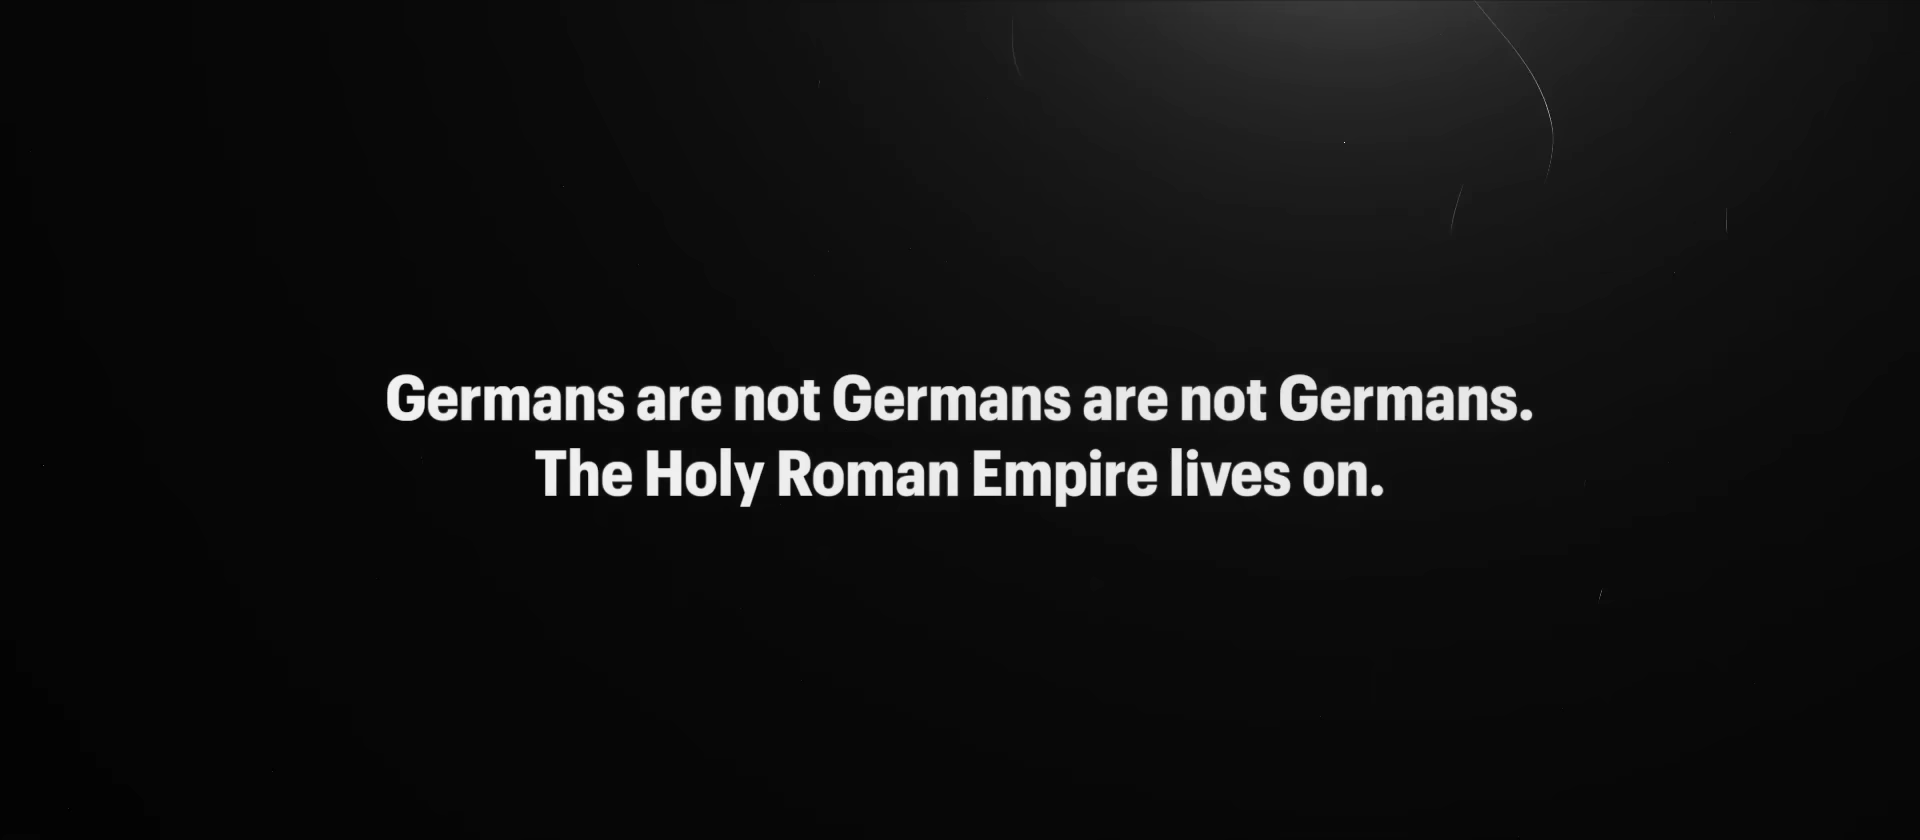 Germans are not Germans are not Germans.
The Holy Roman Empire lives on.